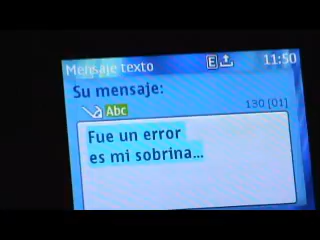 Mensaje texto E 11:50
Su mensaje:
Abc 130 [01]
Fue un error
es mi sobrina...